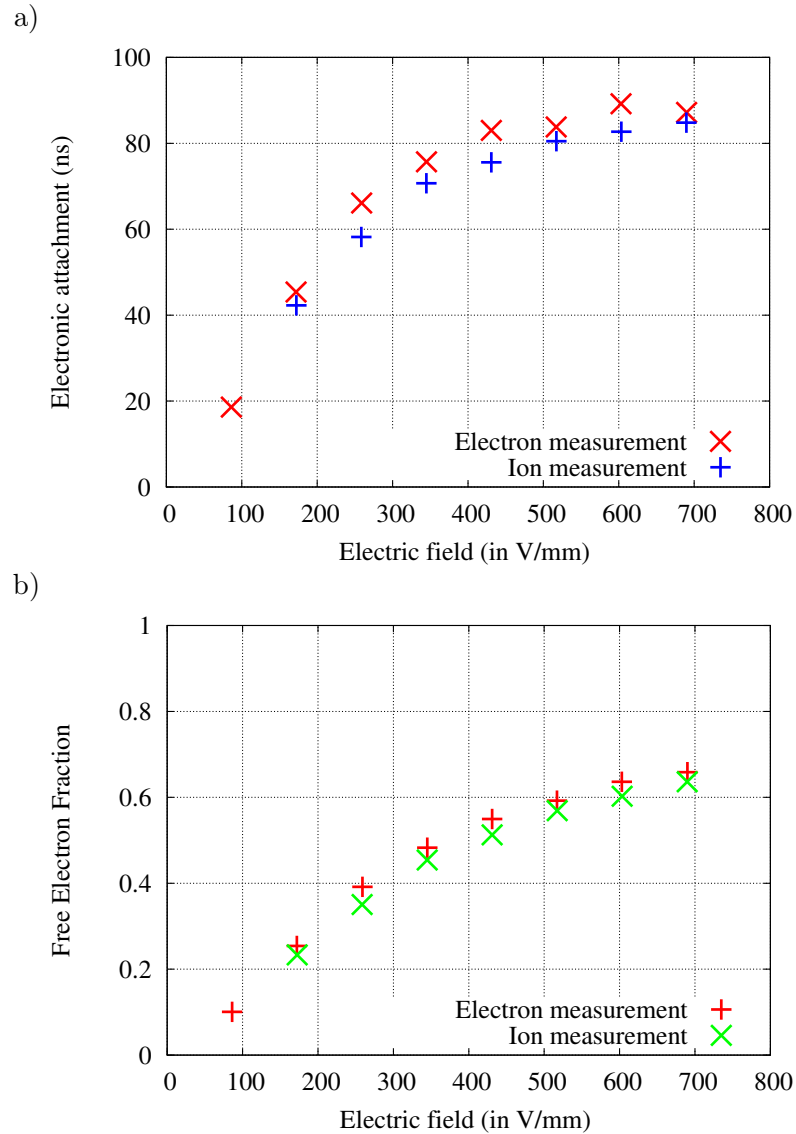 a)
100
80
60
40
20
0
Electronic attachment (ns)
Electron measurement
Ion measurement
0 100 200 300 400 500 600 700 800
Electric field (in V/mm)
b)
1
0.8
0.6
0.4
0.2
0
Free Electron Fraction
Electron measurement
Ion measurement
0 100 200 300 400 500 600 700 800
Electric field (in V/mm)